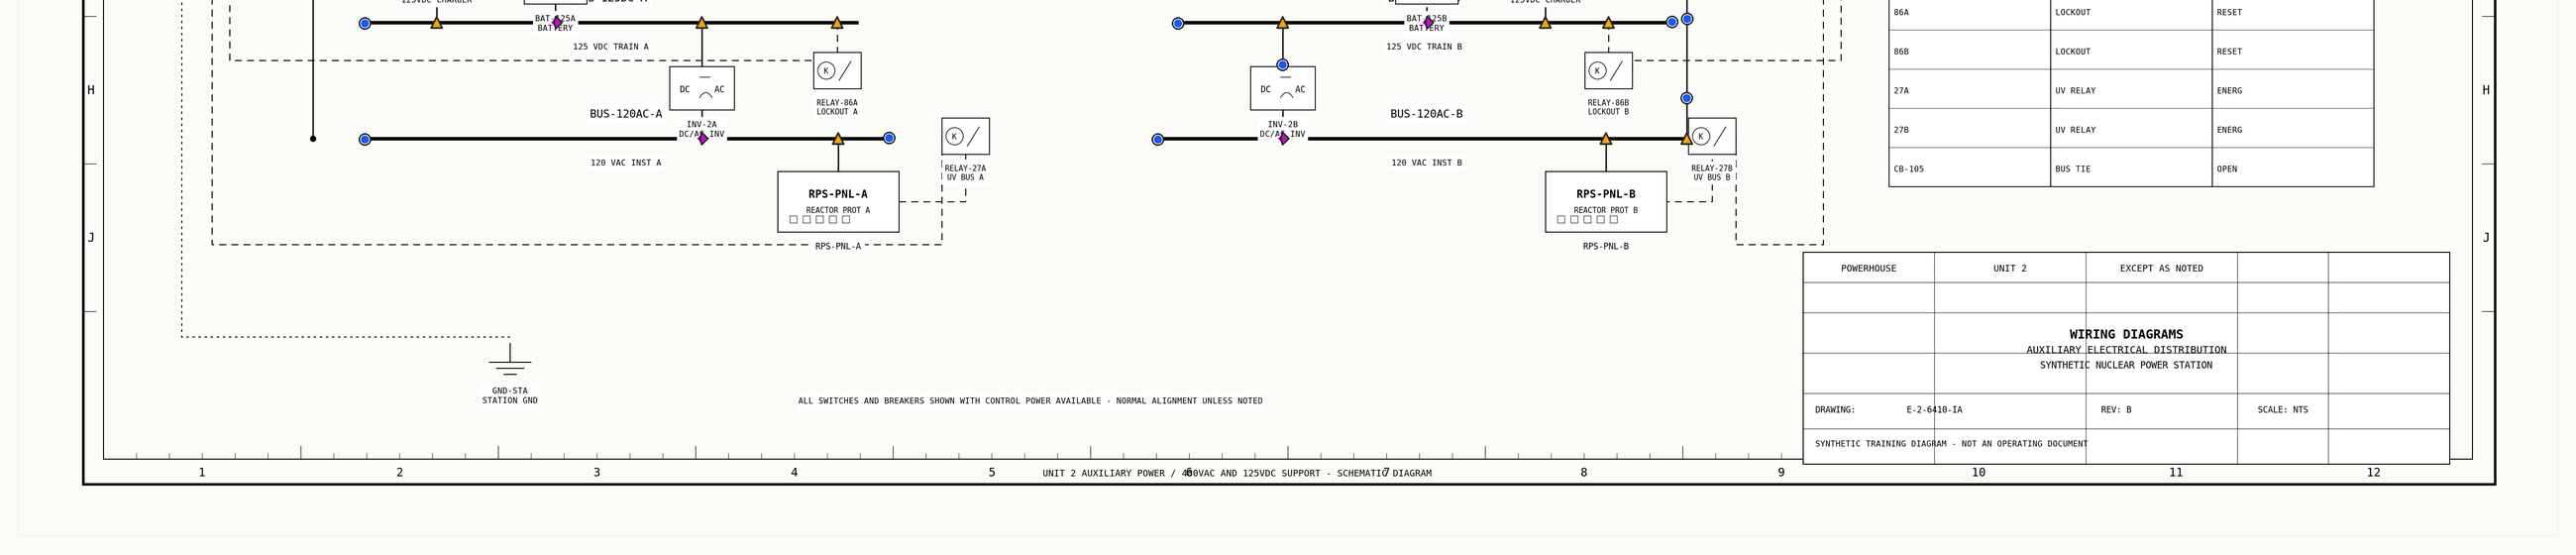 125VDC CHARGER
BAT-125A
BATTERY
125 VDC TRAIN A
125VDC CHARGER
BAT-125B
BATTERY
125 VDC TRAIN B
86A LOCKOUT RESET
86B LOCKOUT RESET
27A UV RELAY ENERG
27B UV RELAY ENERG
CB-105 BUS TIE OPEN
H
H
DC AC
K
RELAY-86A
LOCKOUT A
DC AC
K
RELAY-86B
LOCKOUT B
BUS-120AC-A
INV-2A
DC/AC INV
120 VAC INST A
K
RELAY-27A
UV BUS A
BUS-120AC-B
INV-2B
DC/AC INV
120 VAC INST B
K
RELAY-27B
UV BUS B
RPS-PNL-A
REACTOR PROT A
RPS-PNL-A
RPS-PNL-B
REACTOR PROT B
RPS-PNL-B
J
J
POWERHOUSE UNIT 2 EXCEPT AS NOTED
WIRING DIAGRAMS
AUXILIARY ELECTRICAL DISTRIBUTION
SYNTHETIC NUCLEAR POWER STATION
GND-STA
STATION GND
ALL SWITCHES AND BREAKERS SHOWN WITH CONTROL POWER AVAILABLE - NORMAL ALIGNMENT UNLESS NOTED
DRAWING: E-2-6410-IA REV: B SCALE: NTS
SYNTHETIC TRAINING DIAGRAM - NOT AN OPERATING DOCUMENT
1 2 3 4 5 6 7 8 9 10 11 12
UNIT 2 AUXILIARY POWER / 480VAC AND 125VDC SUPPORT - SCHEMATIC DIAGRAM